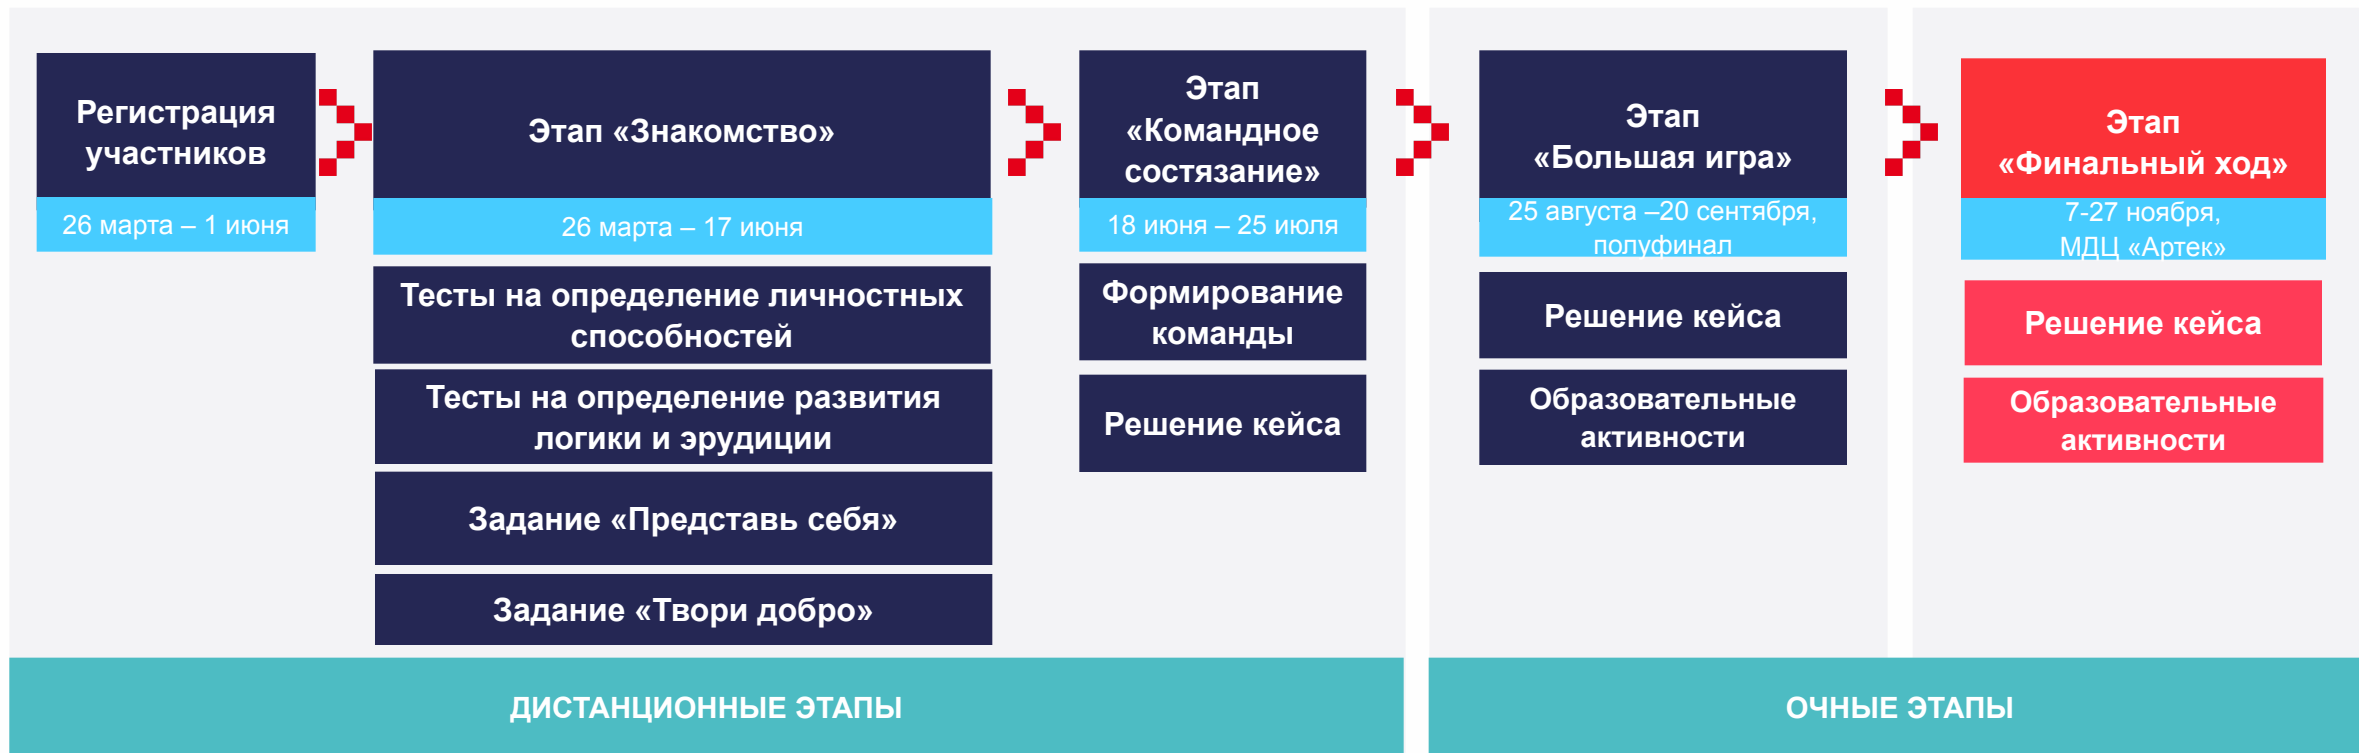 Регистрация
участников
26 марта – 1 июня
Этап «Знакомство»
26 марта – 17 июня
Тесты на определение личностных
способностей
Тесты на определение развития
логики и эрудиции
Задание «Представь себя»
Задание «Твори добро»
Этап
«Командное
состязание»
18 июня – 25 июля
Формирование
команды
Решение кейса
Этап
«Большая игра»
25 августа –20 сентября,
полуфинал
Решение кейса
Образовательные
активности
Этап
«Финальный ход»
7-27 ноября,
МДЦ «Артек»
Решение кейса
Образовательные
активности
ДИСТАНЦИОННЫЕ ЭТАПЫ
ОЧНЫЕ ЭТАПЫ